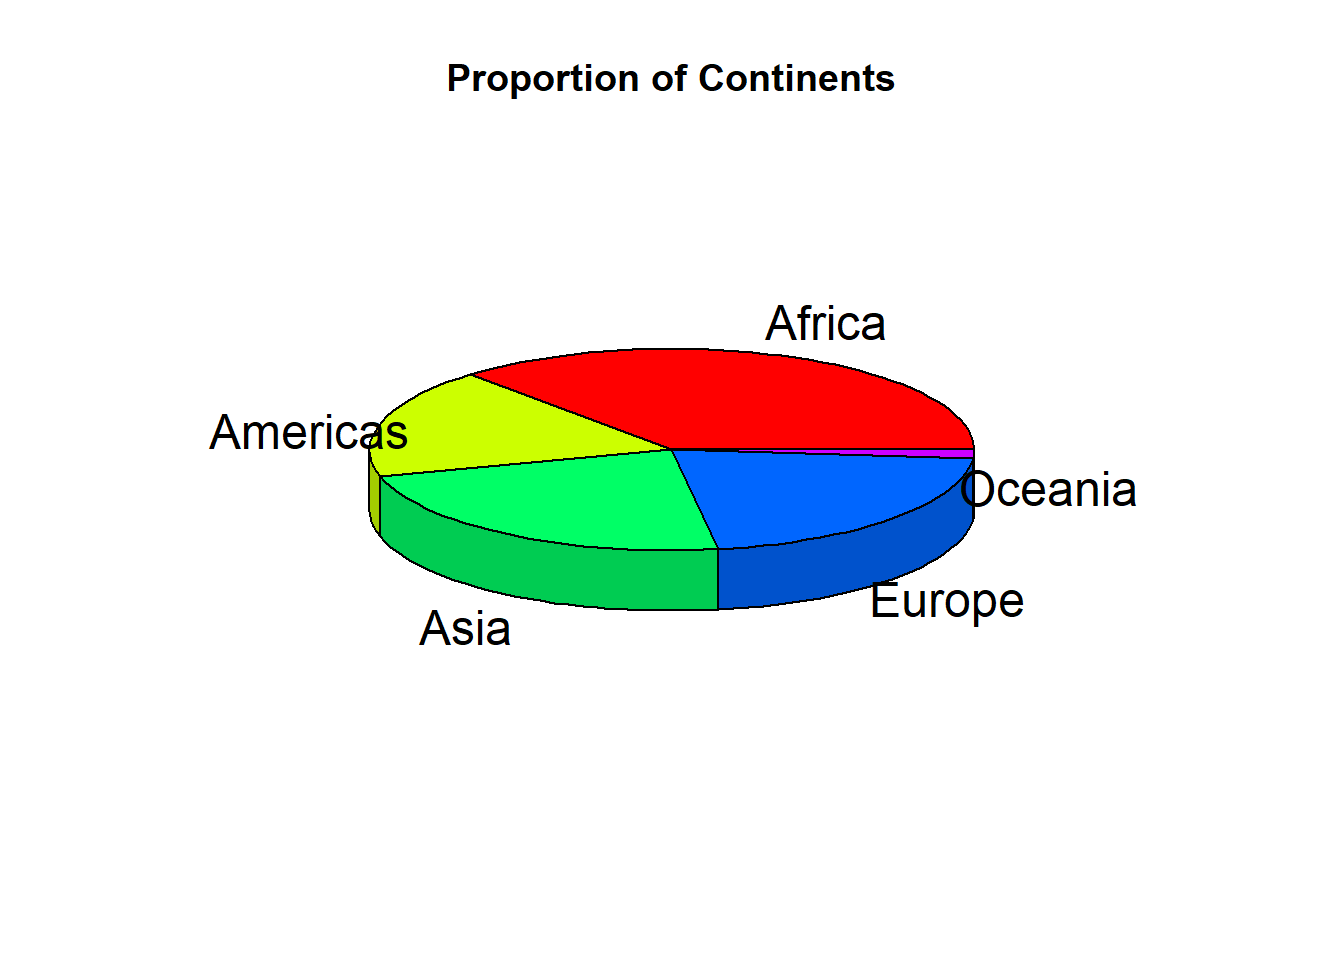 Proportion of Continents
Africa
Americas
Oceania
Europe
Asia